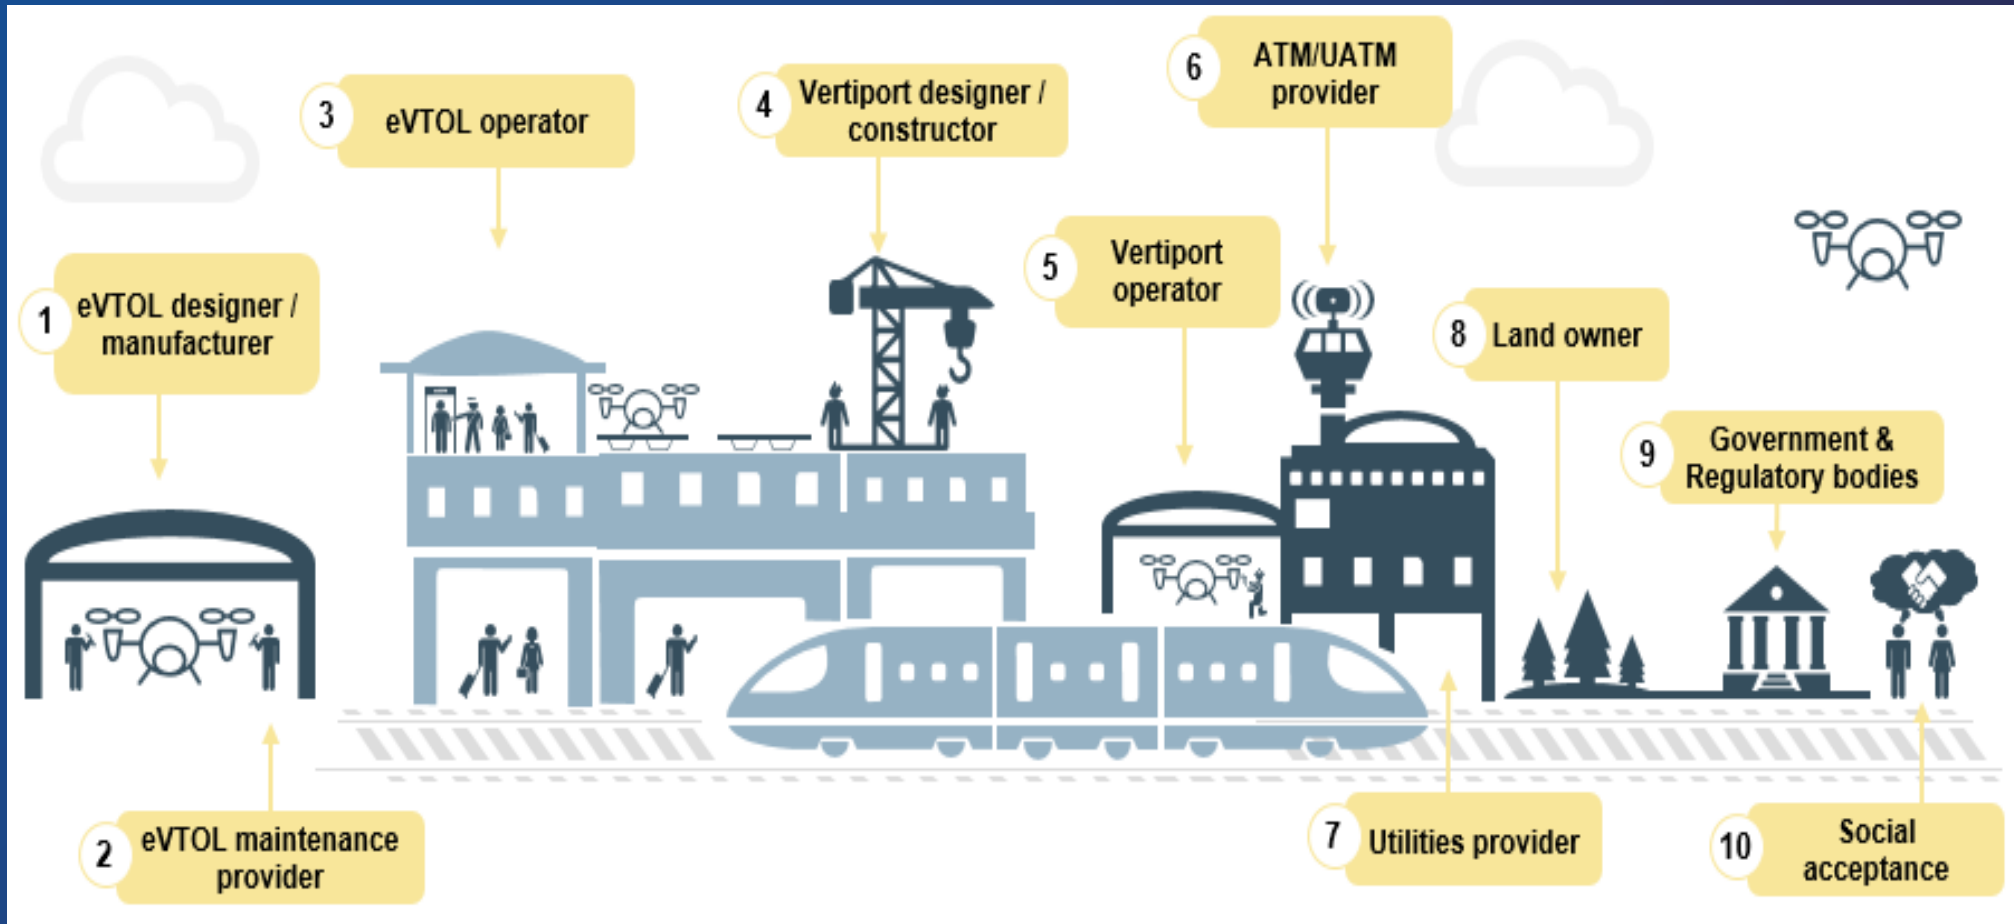 1
eVTOL designer /
manufacturer
2
eVTOL maintenance
provider
3
eVTOL operator
4
Vertiport designer /
constructor
5
Vertiport
operator
6
ATM/UATM
provider
7
Utilities provider
8
Land owner
9
Government &
Regulatory bodies
10
Social
acceptance